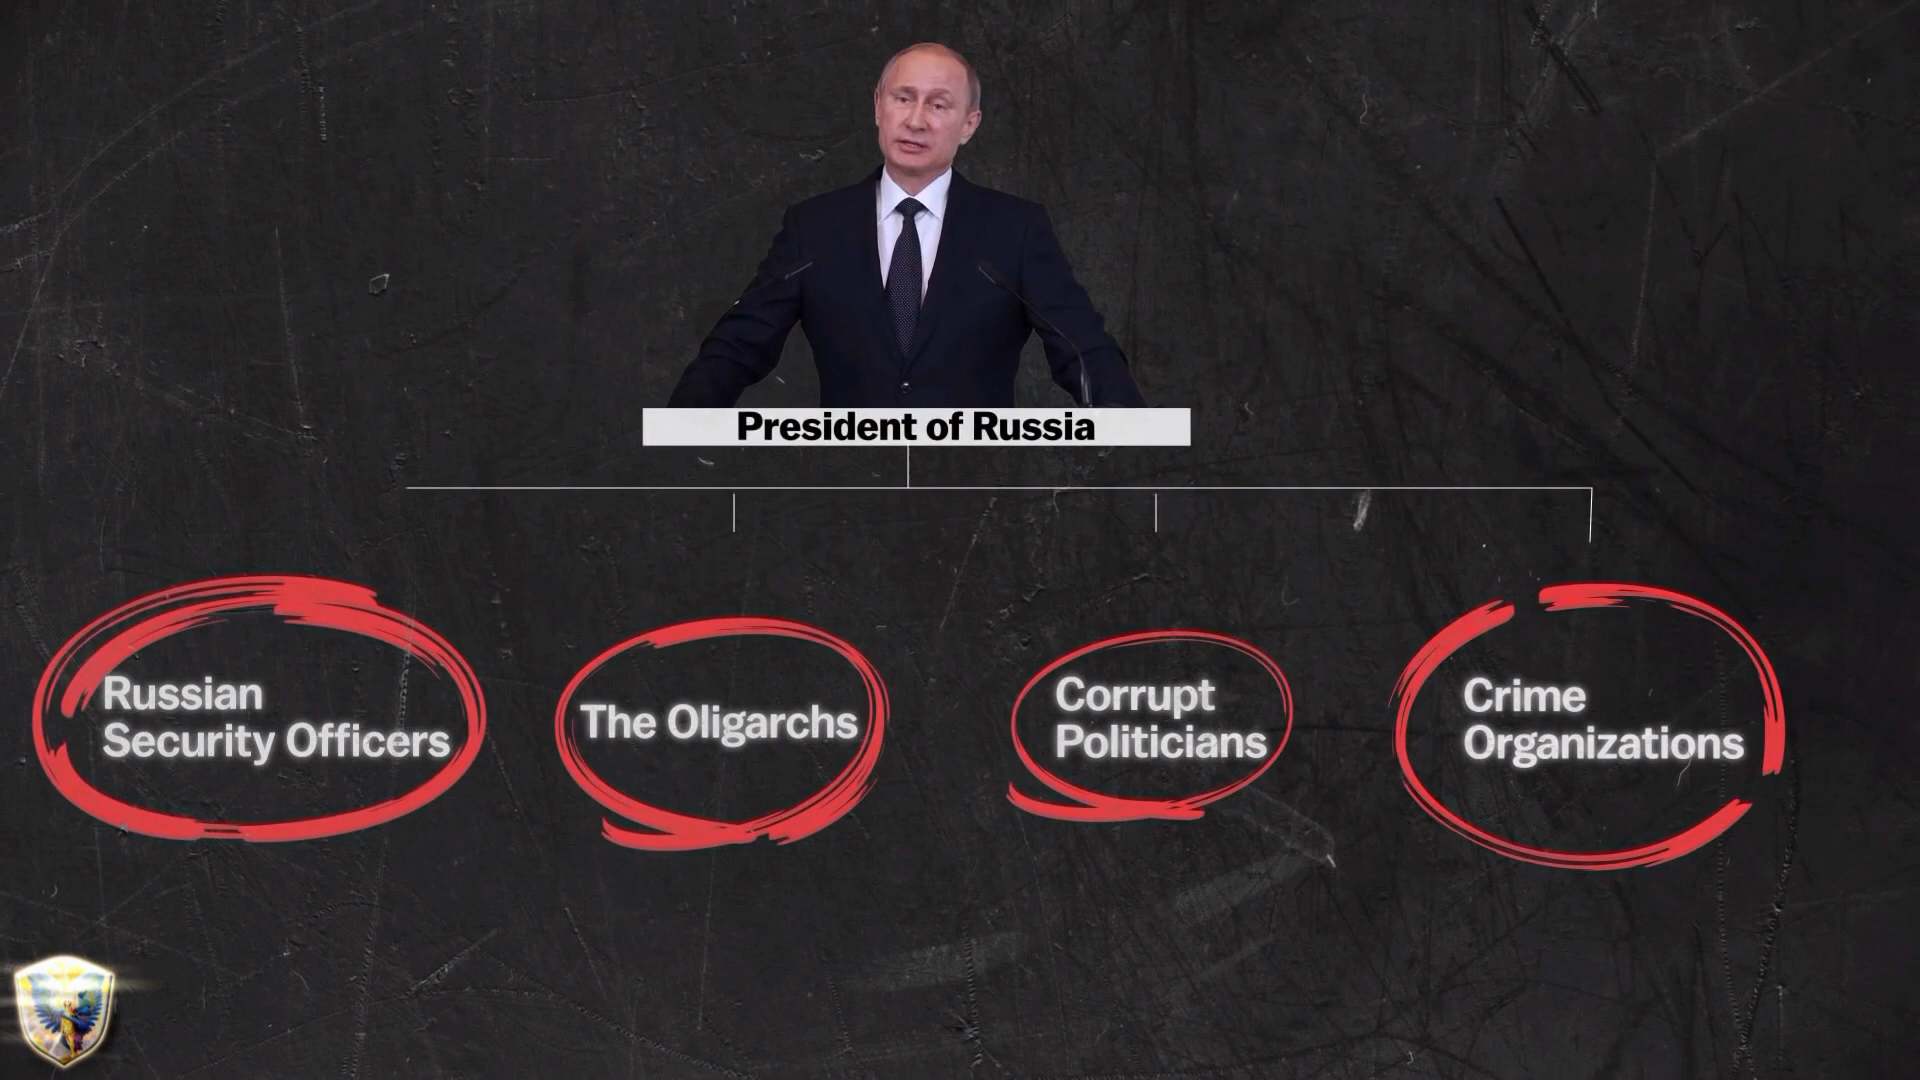 President of Russia
Russian
Security Officers
The Oligarchs
Corrupt
Politicians
Crime
Organizations